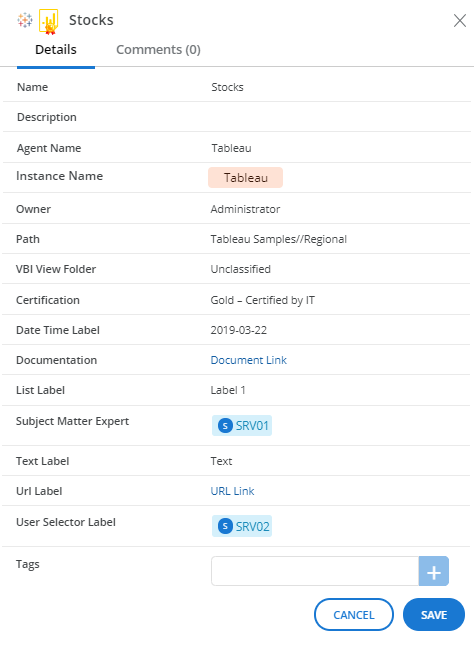 Stocks
Details Comments (0)
Name Stocks
Description
Agent Name Tableau
Instance Name Tableau
Owner Administrator
Path Tableau Samples//Regional
VBI View Folder Unclassified
Certification Gold – Certified by IT
Date Time Label 2019-03-22
Documentation Document Link
List Label Label 1
Subject Matter Expert S SRV01
Text Label Text
Url Label URL Link
User Selector Label S SRV02
Tags
CANCEL SAVE